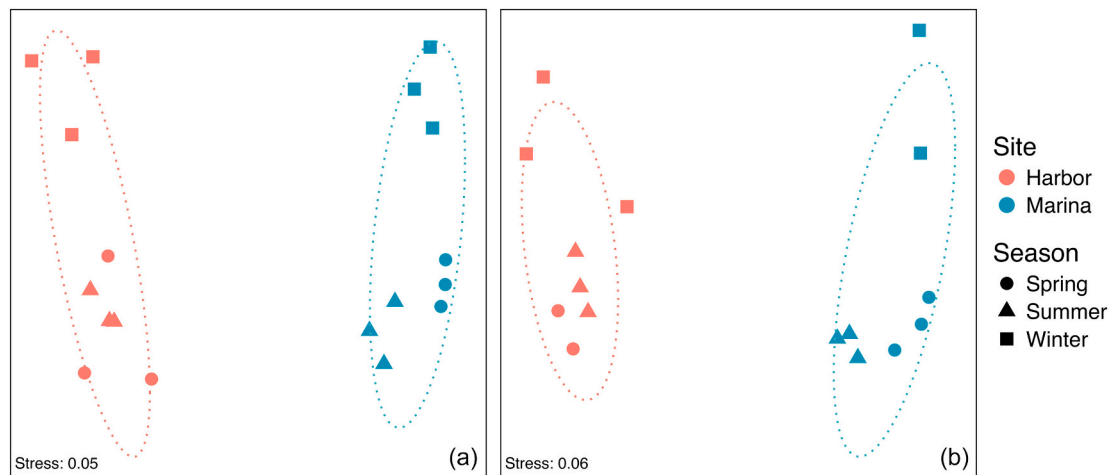 Stress: 0.05
(a)
Stress: 0.06
(b)
Site
Harbor
Marina
Season
Spring
Summer
Winter